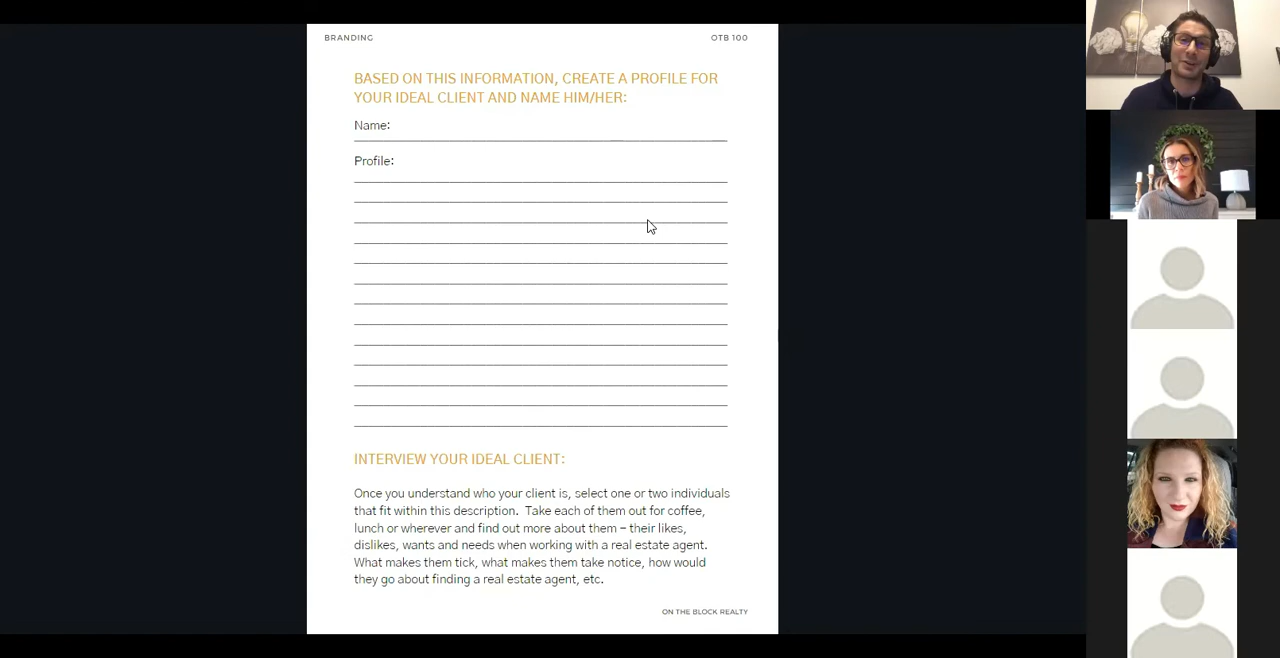 BRANDING
OTB 100
BASED ON THIS INFORMATION, CREATE A PROFILE FOR
YOUR IDEAL CLIENT AND NAME HIM/HER:
Name:
Profile:
INTERVIEW YOUR IDEAL CLIENT:
Once you understand who your client is, select one or two individuals
that fit within this description. Take each of them out for coffee,
lunch or wherever and find out more about them – their likes,
dislikes, wants and needs when working with a real estate agent.
What makes them tick, what makes them take notice, how would
they go about finding a real estate agent, etc.
ON THE BLOCK REALTY